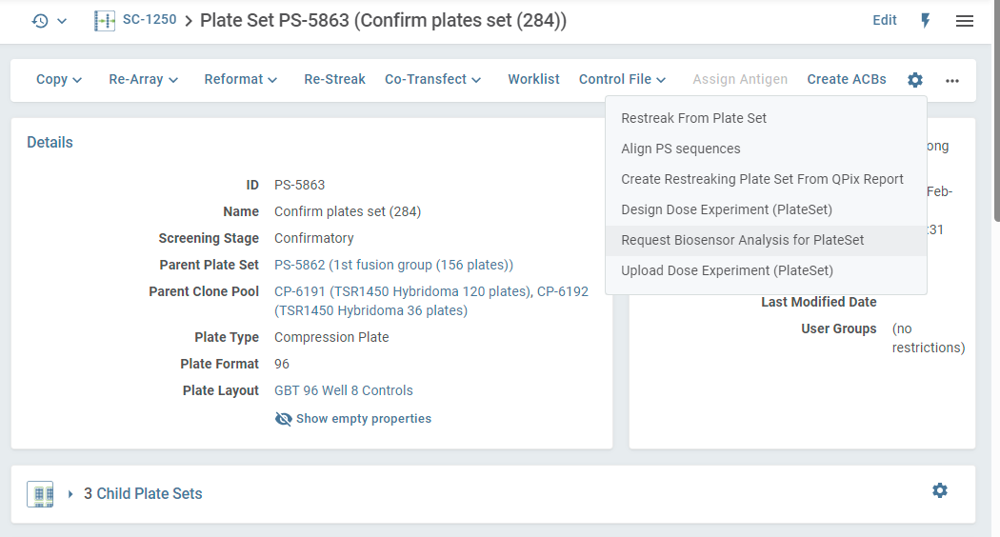 SC-1250 > Plate Set PS-5863 (Confirm plates set (284))
Edit
Copy Re-Array Reformat Re-Streak Co-Transfect Worklist Control File Assign Antigen Create ACBs
Restreak From Plate Set
Align PS sequences
Create Restreaking Plate Set From QPix Report
Design Dose Experiment (PlateSet)
Request Biosensor Analysis for PlateSet
Upload Dose Experiment (PlateSet)
Details
ID PS-5863
Name Confirm plates set (284)
Screening Stage Confirmatory
Parent Plate Set PS-5862 (1st fusion group (156 plates))
Parent Clone Pool CP-6191 (TSR1450 Hybridoma 120 plates), CP-6192
(TSR1450 Hybridoma 36 plates)
Plate Type Compression Plate
Plate Format 96
Plate Layout GBT 96 Well 8 Controls
Show empty properties
ong
Feb-
:31
Last Modified Date
User Groups (no
restrictions)
3 Child Plate Sets